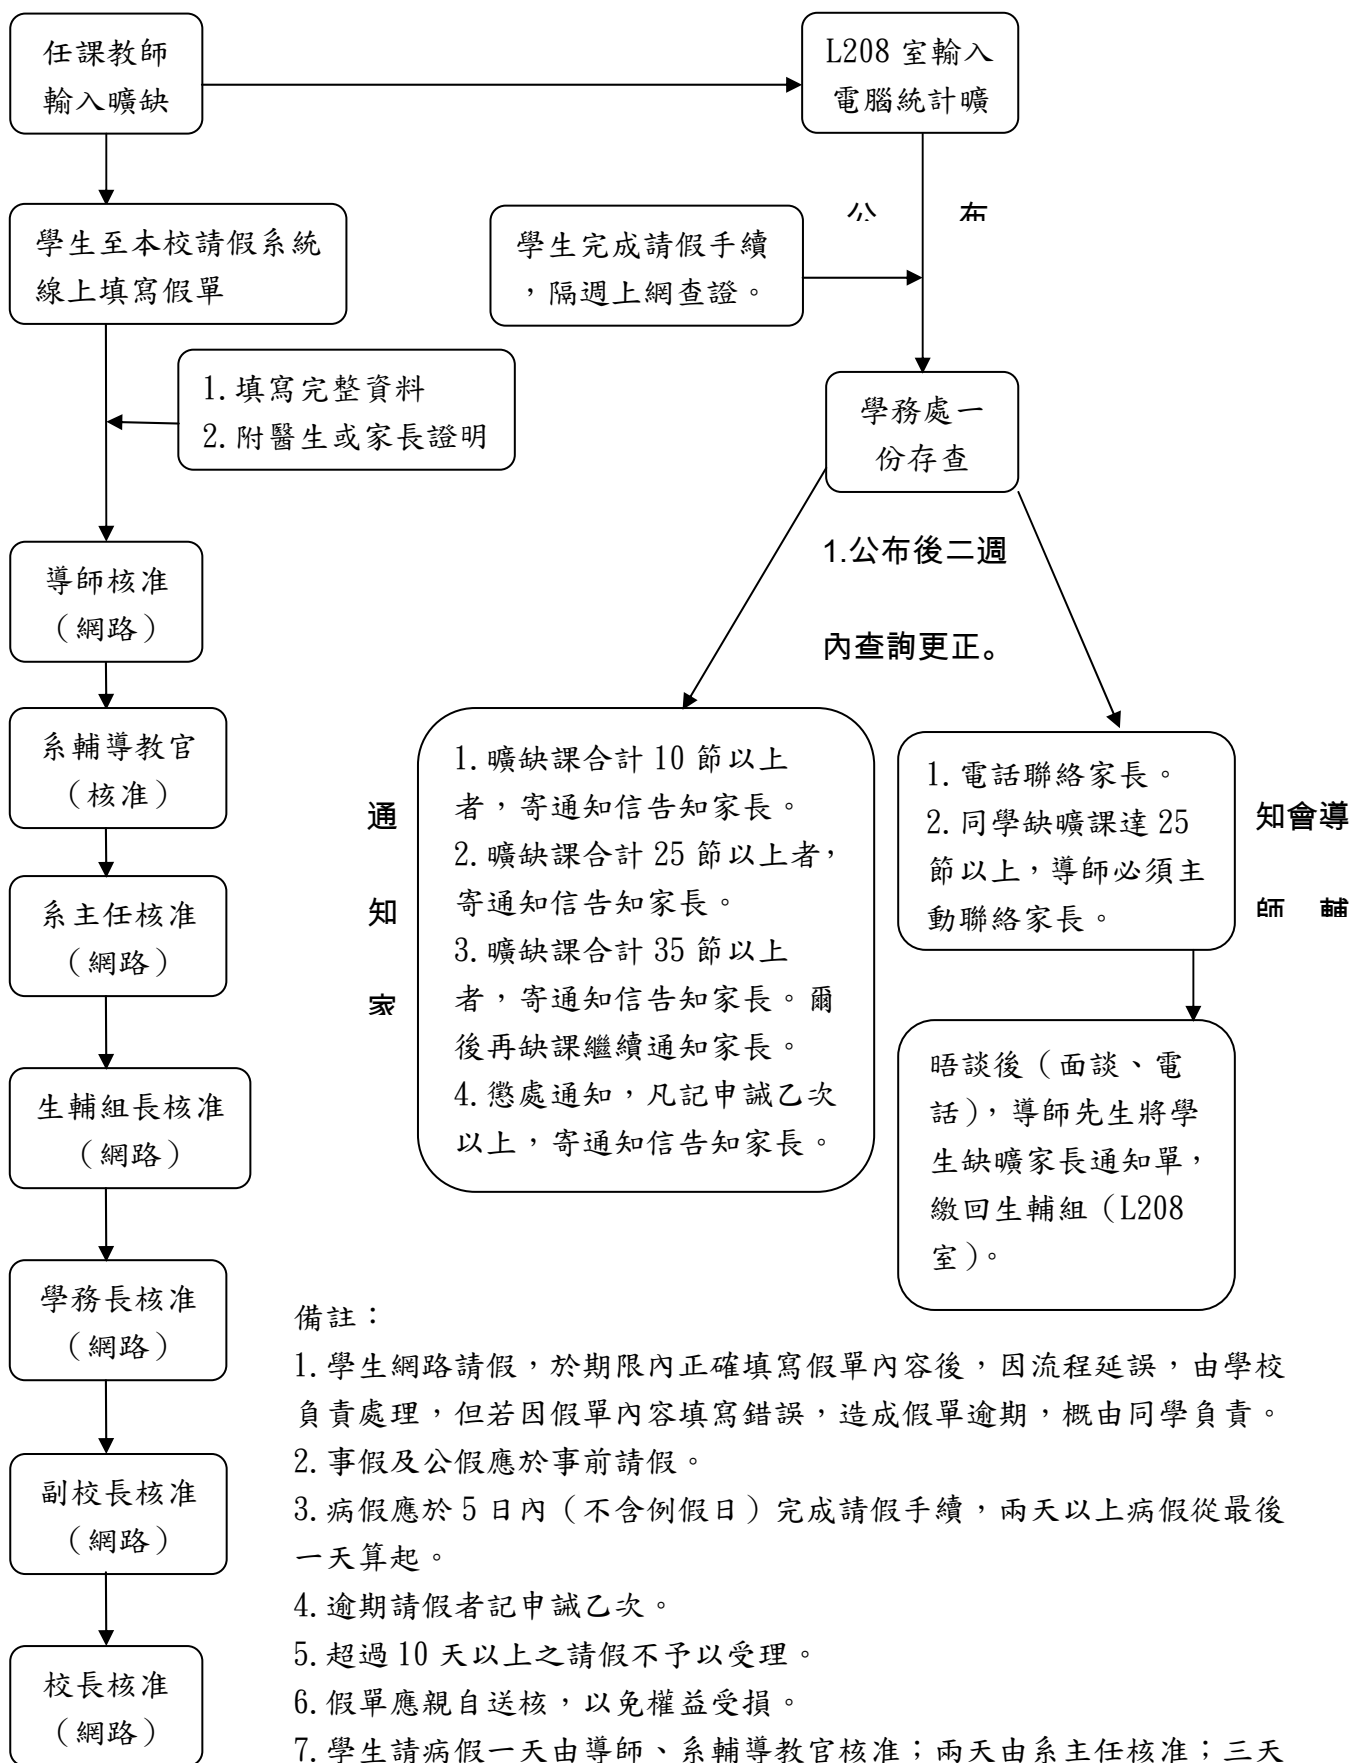 任課教師
輸入曠缺
L208 室輸入
電腦統計曠
公 布
學生至本校請假系統
線上填寫假單
學生完成請假手續
，隔週上網查證。
1.填寫完整資料
2.附醫生或家長證明
學務處一
份存查
1.公布後二週
內查詢更正。
導師核准
（網路）
系輔導教官
（核准）
系主任核准
（網路）
生輔組長核准
（網路）
學務長核准
（網路）
副校長核准
（網路）
校長核准
（網路）
通
知
家
1.曠缺課合計 10 節以上
者，寄通知信告知家長。
2.曠缺課合計 25 節以上者，
寄通知信告知家長。
3.曠缺課合計 35 節以上
者，寄通知信告知家長。爾
後再缺課繼續通知家長。
4.懲處通知，凡記申誡乙次
以上，寄通知信告知家長。
1.電話聯絡家長。
2.同學缺曠課達 25
節以上，導師必須主
動聯絡家長。
知會導
師 輔
晤談後（面談、電
話），導師先生將學
生缺曠家長通知單，
繳回生輔組（L208
室）。
備註：
1.學生網路請假，於期限內正確填寫假單內容後，因流程延誤，由學校
負責處理，但若因假單內容填寫錯誤，造成假單逾期，概由同學負責。
2.事假及公假應於事前請假。
3.病假應於 5 日內（不含例假日）完成請假手續，兩天以上病假從最後
一天算起。
4.逾期請假者記申誡乙次。
5.超過 10 天以上之請假不予以受理。
6.假單應親自送核，以免權益受損。
7.學生請病假一天由導師、系輔導教官核准；兩天由系主任核准；三天